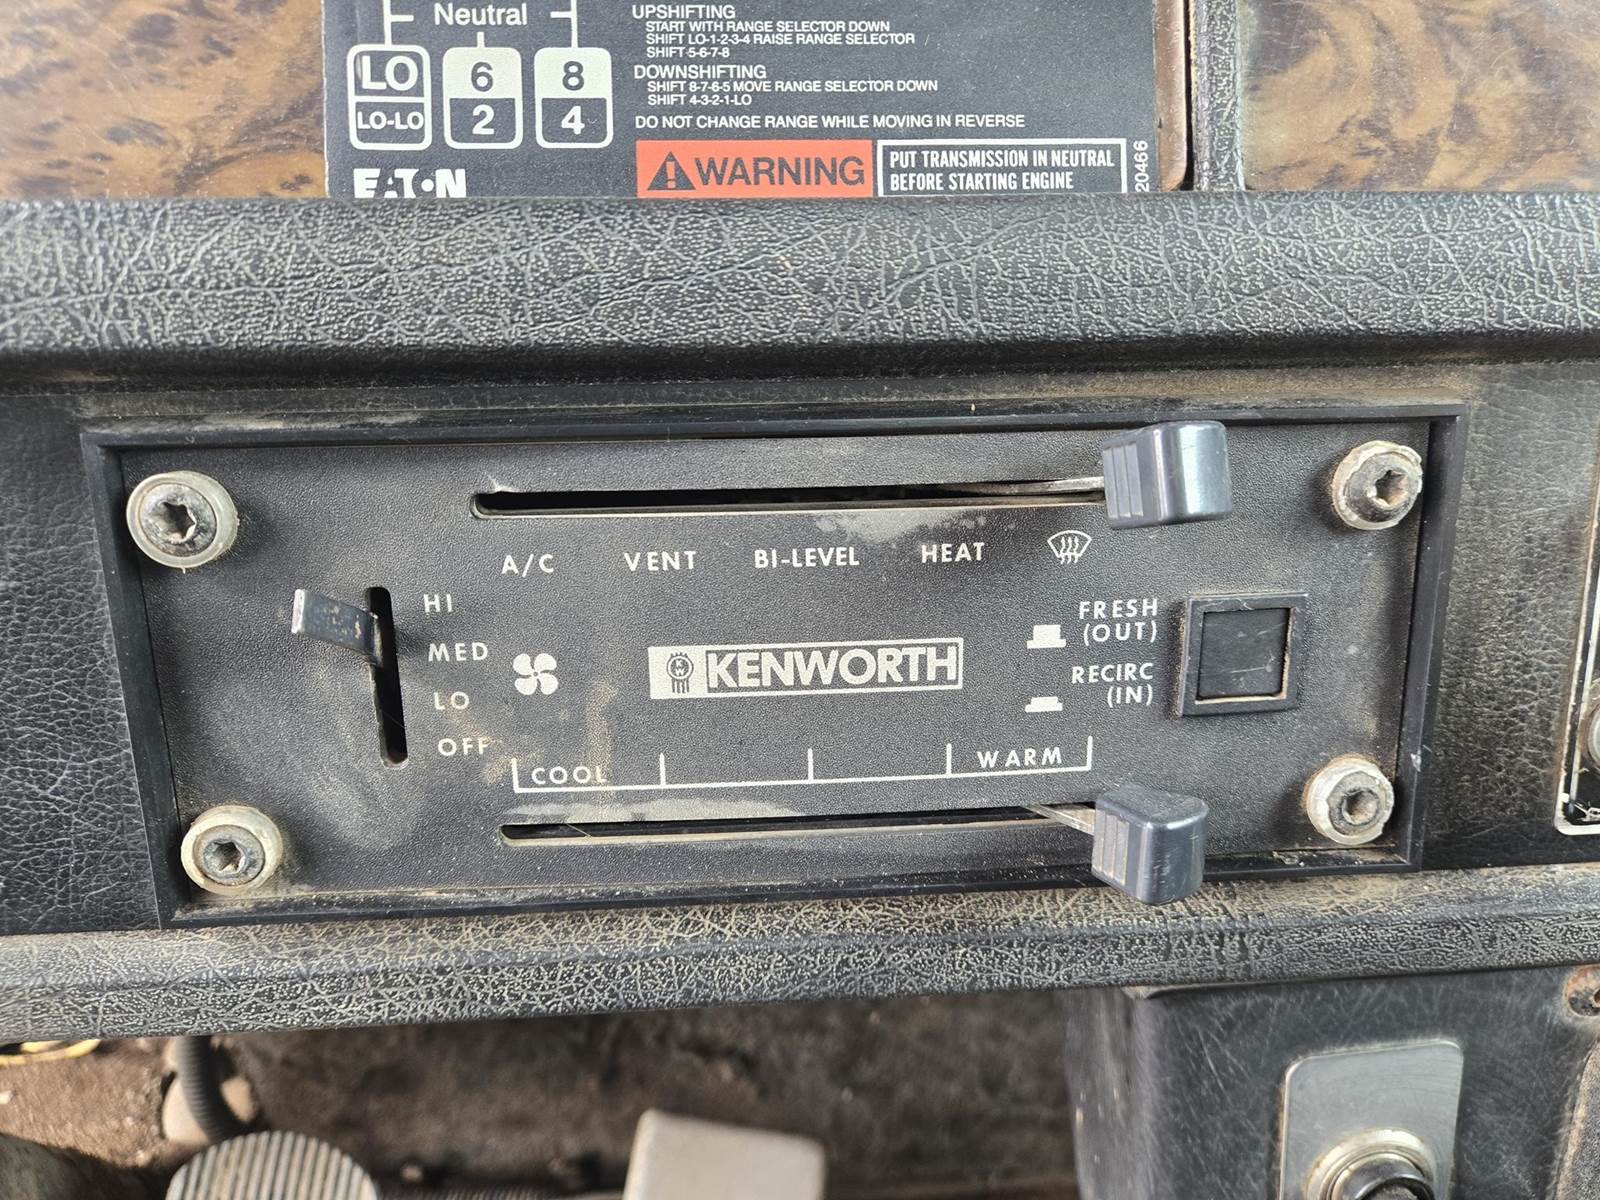 Neutral
LO
LO-LO
6
2
8
4
EATON
UPSHIFTING
START WITH RANGE SELECTOR DOWN
SHIFT LO-1-2-3-4 RAISE RANGE SELECTOR
SHIFT 5-6-7-8
DOWNSHIFTING
SHIFT 8-7-6-5 MOVE RANGE SELECTOR DOWN
SHIFT 4-3-2-1-LO
DO NOT CHANGE RANGE WHILE MOVING IN REVERSE
WARNING
PUT TRANSMISSION IN NEUTRAL
BEFORE STARTING ENGINE
20466
A/C VENT BI-LEVEL HEAT
HI
MED
LO
OFF
KW
KENWORTH
FRESH
(OUT)
RECIRC
(IN)
COOL WARM